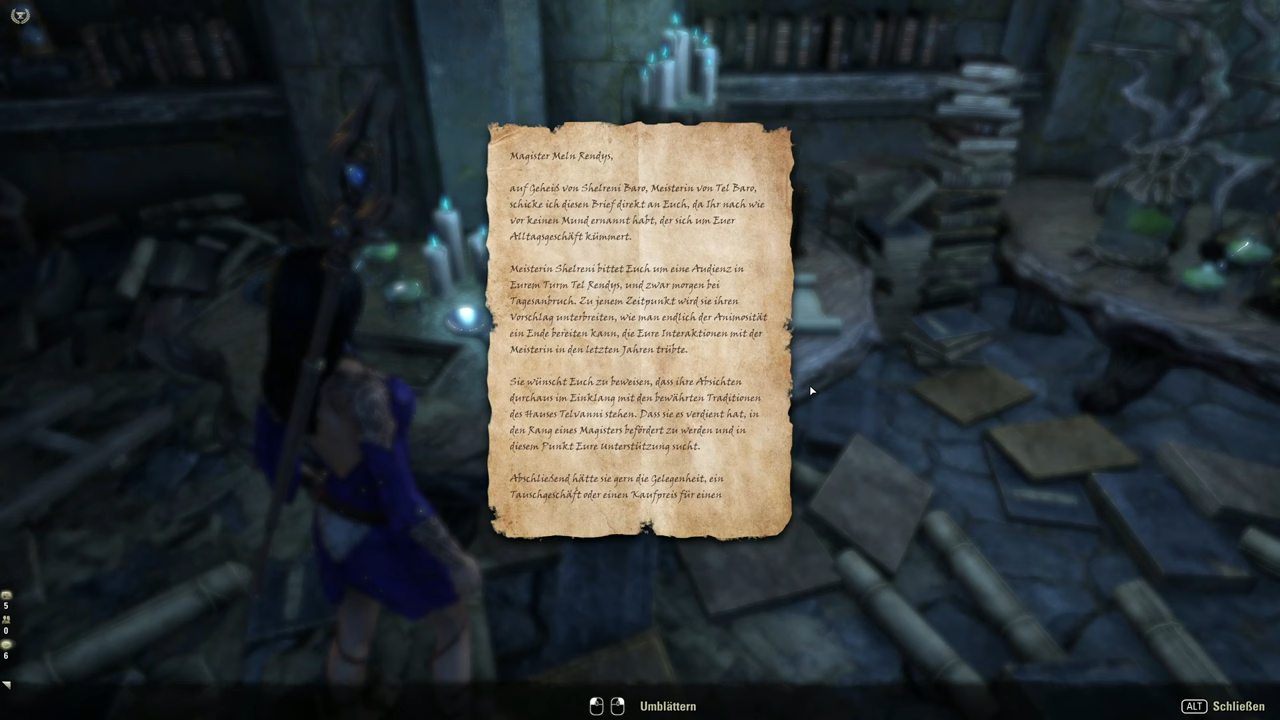 Magister Meln Rendys,
auf Geheiß von Shelreni Baro, Meisterin von Tel Baro,
schicke ich diesen Brief direkt an Euch, da Ihr nach wie
vor keinen Mund ernannt habt, der sich um Euer
Alltagsgeschäft kümmert.
Meisterin Shelreni bittet Euch um eine Audienz in
Eurem Turm Tel Rendys, und zwar morgen bei
Tagesanbruch. Zu jenem Zeitpunkt wird sie ihren
Vorschlag unterbreiten, wie man endlich der Animosität
ein Ende bereiten kann, die Eure Interaktionen mit der
Meisterin in den letzten Jahren trübte.
Sie wünscht Euch zu beweisen, dass ihre Absichten
durchaus im Einklang mit den bewährten Traditionen
des Hauses Telvanni stehen. Dass sie es verdient hat, in
den Rang eines Magisters befördert zu werden und in
diesem Punkt Eure Unterstützung sucht.
Abschließend hätte sie gern die Gelegenheit, ein
Tauschgeschäft oder einen Kaufpreis für einen
5
0
6
Umblättern
ALT Schließen